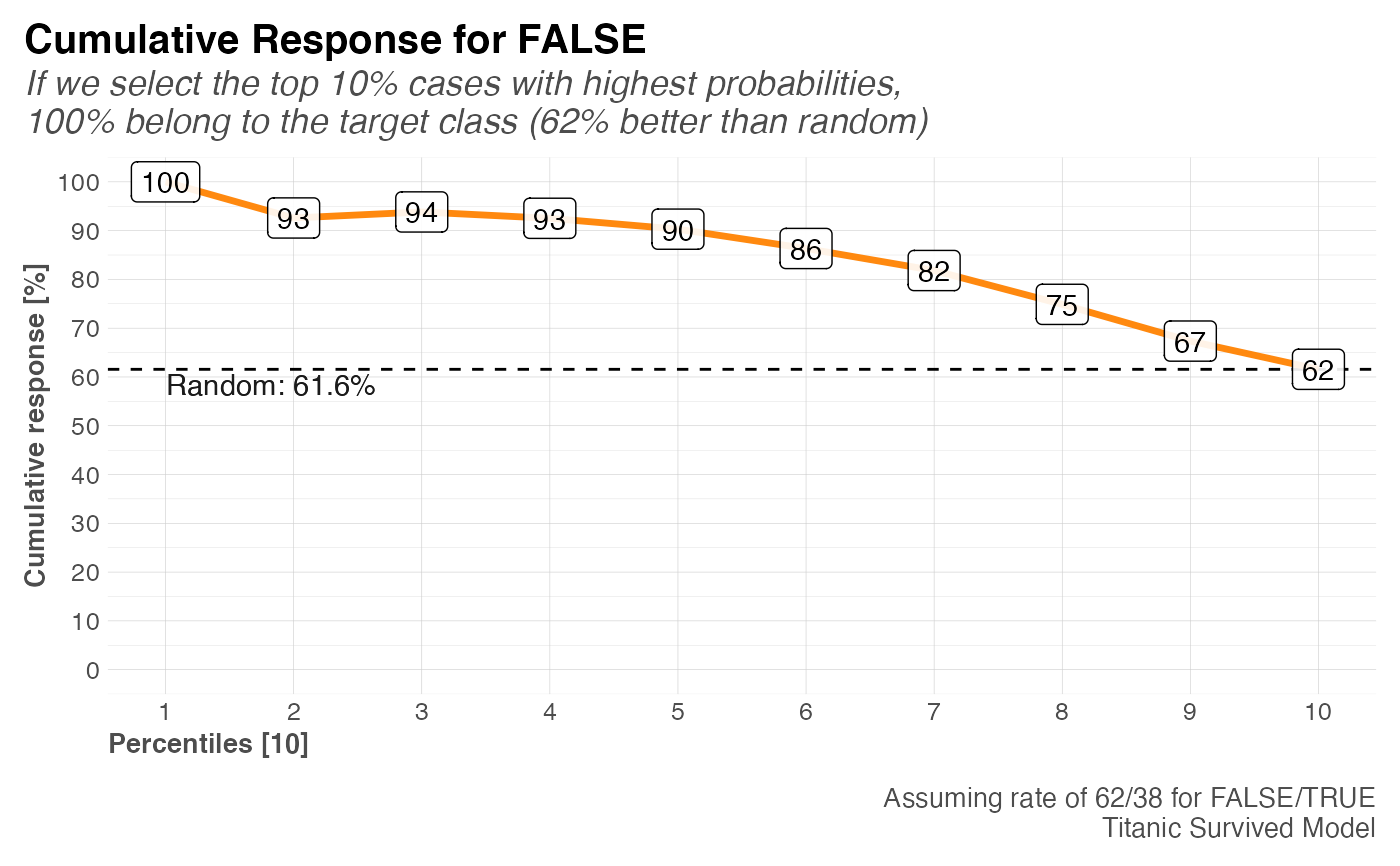 Cumulative Response for FALSE
If we select the top 10% cases with highest probabilities,
100% belong to the target class (62% better than random)
Cumulative response [%]
100
90
80
70
60
50
40
30
20
10
0
100
93
94
93
90
86
82
75
67
62
Random: 61.6%
1 2 3 4 5 6 7 8 9 10
Percentiles [10]
Assuming rate of 62/38 for FALSE/TRUE
Titanic Survived Model